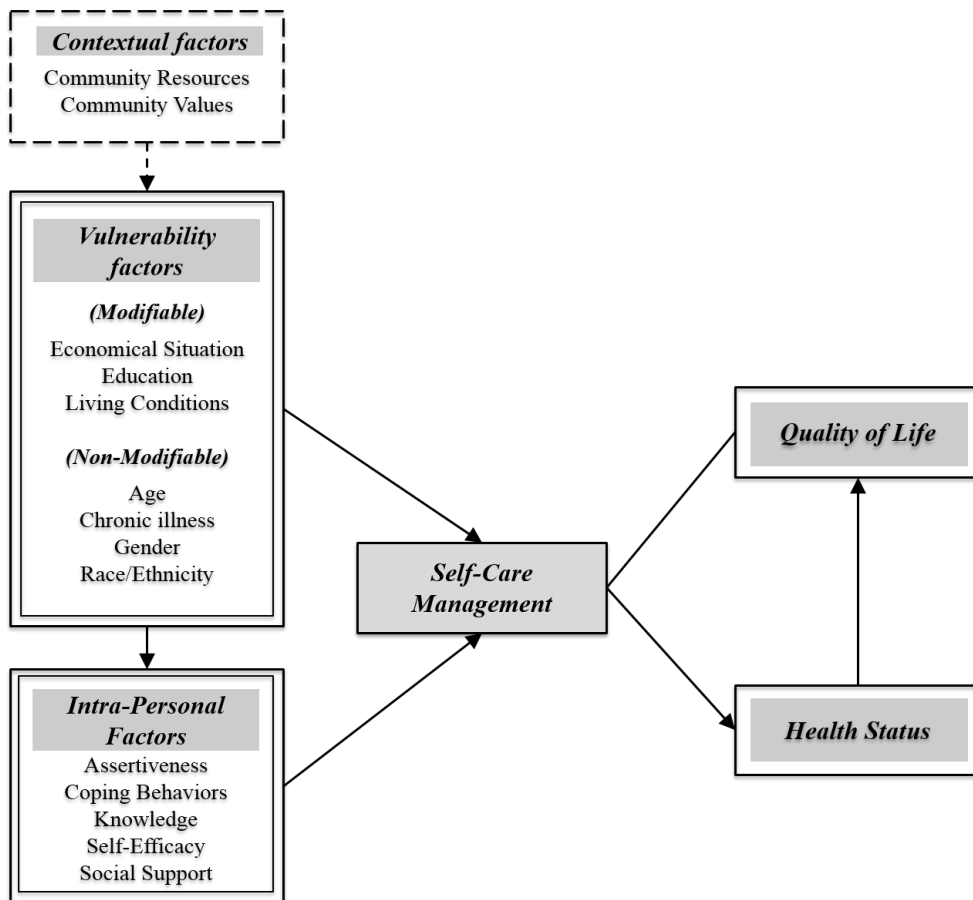 Contextual factors
Community Resources
Community Values
Vulnerability
factors
(Modifiable)
Economical Situation
Education
Living Conditions
(Non-Modifiable)
Age
Chronic illness
Gender
Race/Ethnicity
Intra-Personal
Factors
Assertiveness
Coping Behaviors
Knowledge
Self-Efficacy
Social Support
Self-Care
Management
Quality of Life
Health Status